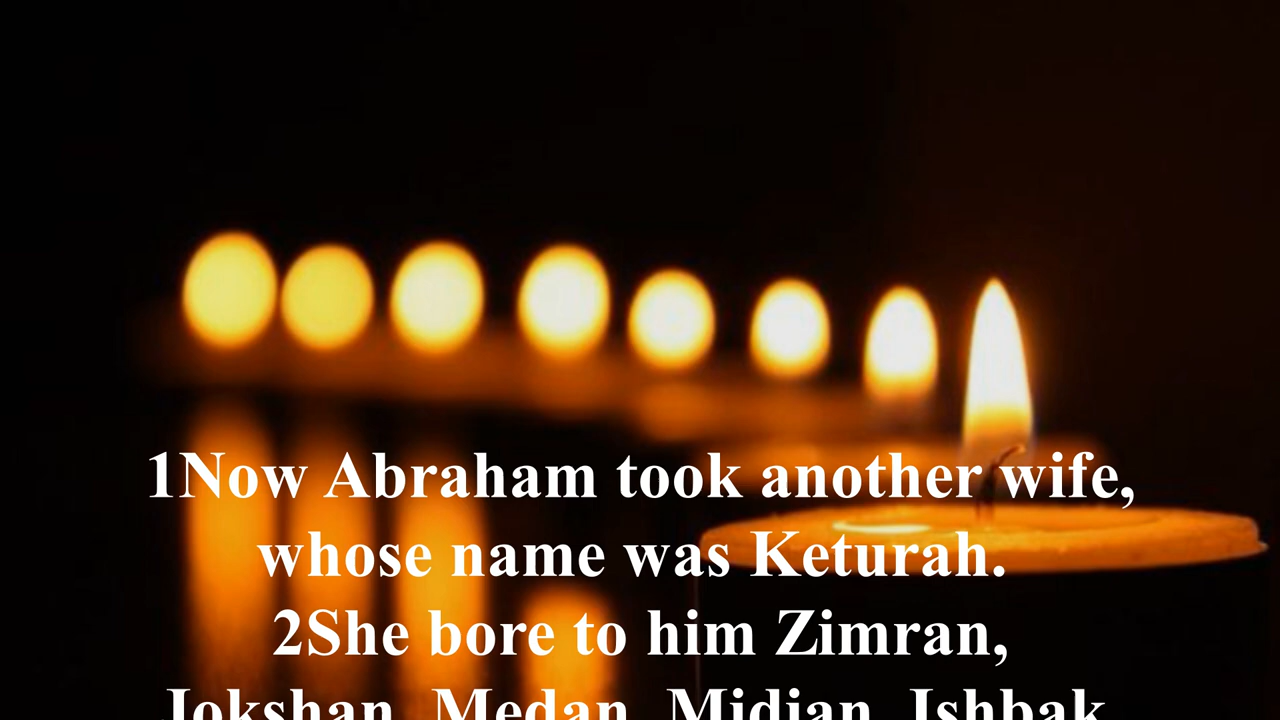 1Now Abraham took another wife,
whose name was Keturah.
2She bore to him Zimran,
Jokshan, Medan, Midian, Ishbak,